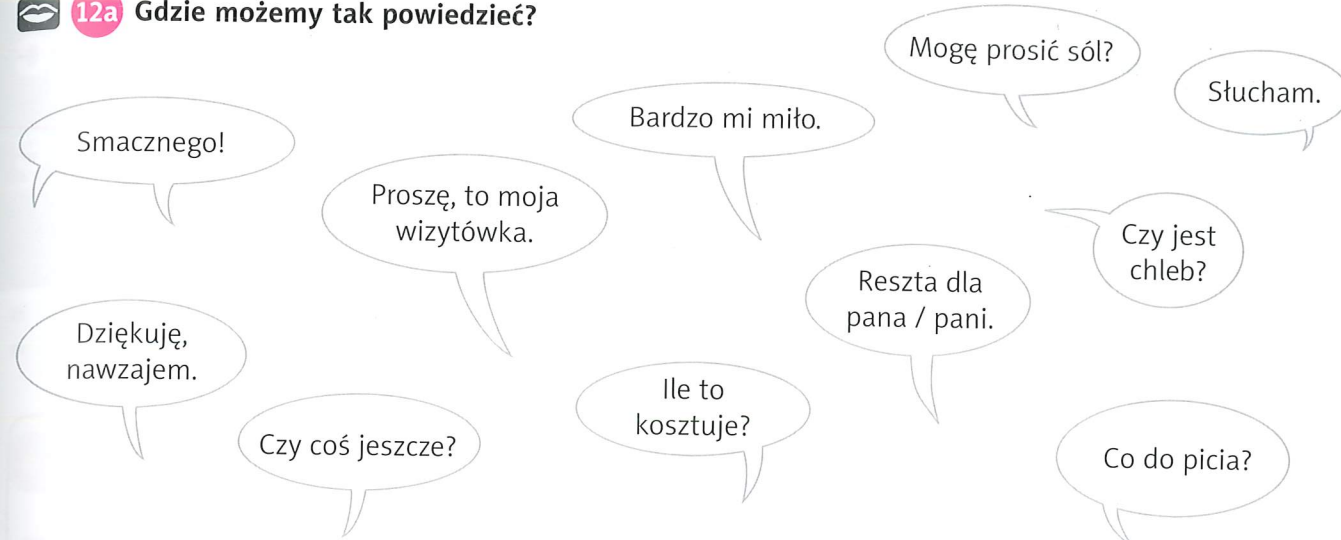 12a Gdzie możemy tak powiedzieć?
Mogę prosić sól?
Słucham.
Smacznego!
Bardzo mi miło.
Proszę, to moja
wizytówka.
Czy jest
chleb?
Reszta dla
pana / pani.
Dziękuję,
nawzajem.
Ile to
kosztuje?
Czy coś jeszcze?
Co do picia?